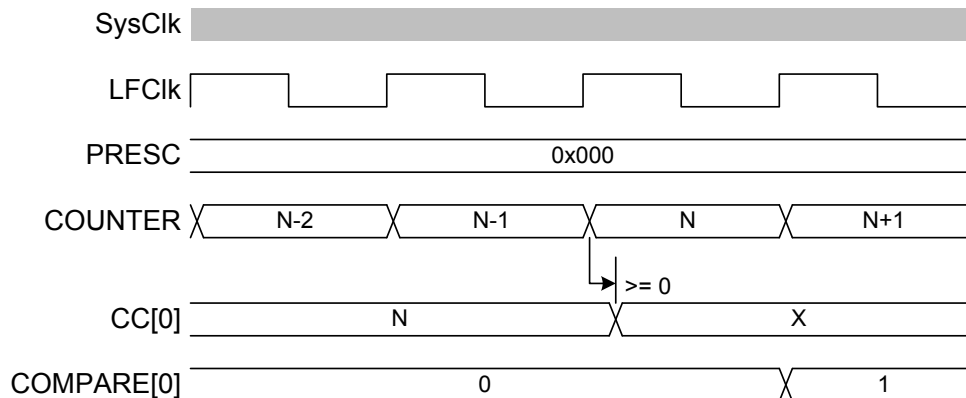 SysClk
LFClk
PRESC 0x000
COUNTER N-2 N-1 N N+1
>= 0
CC[0] N X
COMPARE[0] 0 1